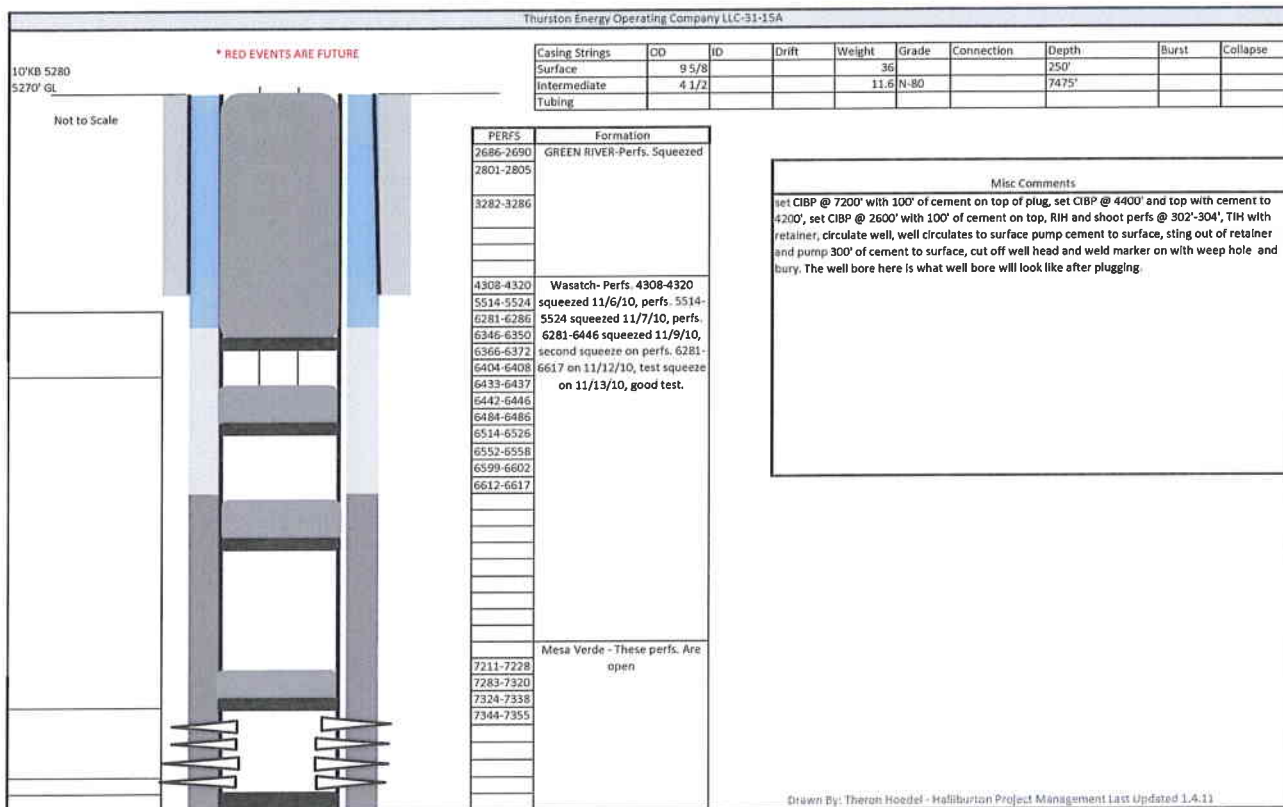 Thurston Energy Operating Company LLC-31-15A
* RED EVENTS ARE FUTURE
10'KB 5280
5270' GL
Not to Scale
Casing Strings OD ID Drift Weight Grade Connection Depth Burst Collapse
Surface 9 5/8 36 250'
Intermediate 4 1/2 11.6 N-80 7475'
Tubing
PERFS Formation
2686-2690 GREEN RIVER-Perfs. Squeezed
2801-2805
3282-3286
4308-4320 Wasatch- Perfs. 4308-4320
5514-5524 squeezed 11/6/10, perfs. 5514-
6281-6286 5524 squeezed 11/7/10, perfs.
6346-6350 6281-6446 squeezed 11/9/10,
6366-6372 second squeeze on perfs. 6281-
6404-6408 6617 on 11/12/10, test squeeze
6433-6437 on 11/13/10, good test.
6442-6446
6484-6486
6514-6526
6552-6558
6599-6602
6612-6617
Mesa Verde - These perfs. Are
7211-7228 open
7283-7320
7324-7338
7344-7355
Misc Comments
set CIBP @ 7200' with 100' of cement on top of plug, set CIBP @ 4400' and top with cement to
4200', set CIBP @ 2600' with 100' of cement on top, RIH and shoot perfs @ 302'-304', TIH with
retainer, circulate well, well circulates to surface pump cement to surface, sting out of retainer
and pump 300' of cement to surface, cut off well head and weld marker on with weep hole and
bury. The well bore here is what well bore will look like after plugging.
Drawn By: Theron Hoedel - Halliburton Project Management Last Updated 1.4.11